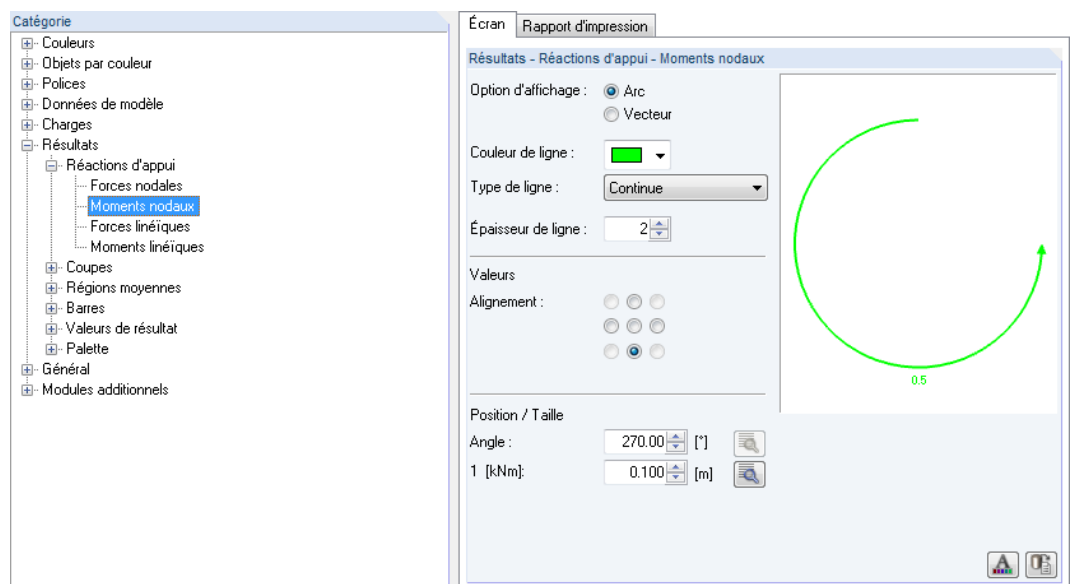 Catégorie
Couleurs
Objets par couleur
Polices
Données de modèle
Charges
Résultats
Réactions d'appui
Forces nodales
Moments nodaux
Forces linéïques
Moments linéïques
Coupes
Régions moyennes
Barres
Valeurs de résultat
Palette
Général
Modules additionnels
Écran
Rapport d'impression
Résultats - Réactions d'appui - Moments nodaux
Option d'affichage :
Arc
Vecteur
Couleur de ligne :
Type de ligne :
Continue
Épaisseur de ligne :
2
Valeurs
Alignement :
0.5
Position / Taille
Angle :
270.00
[°]
1 [kNm]:
0.100
[m]
A